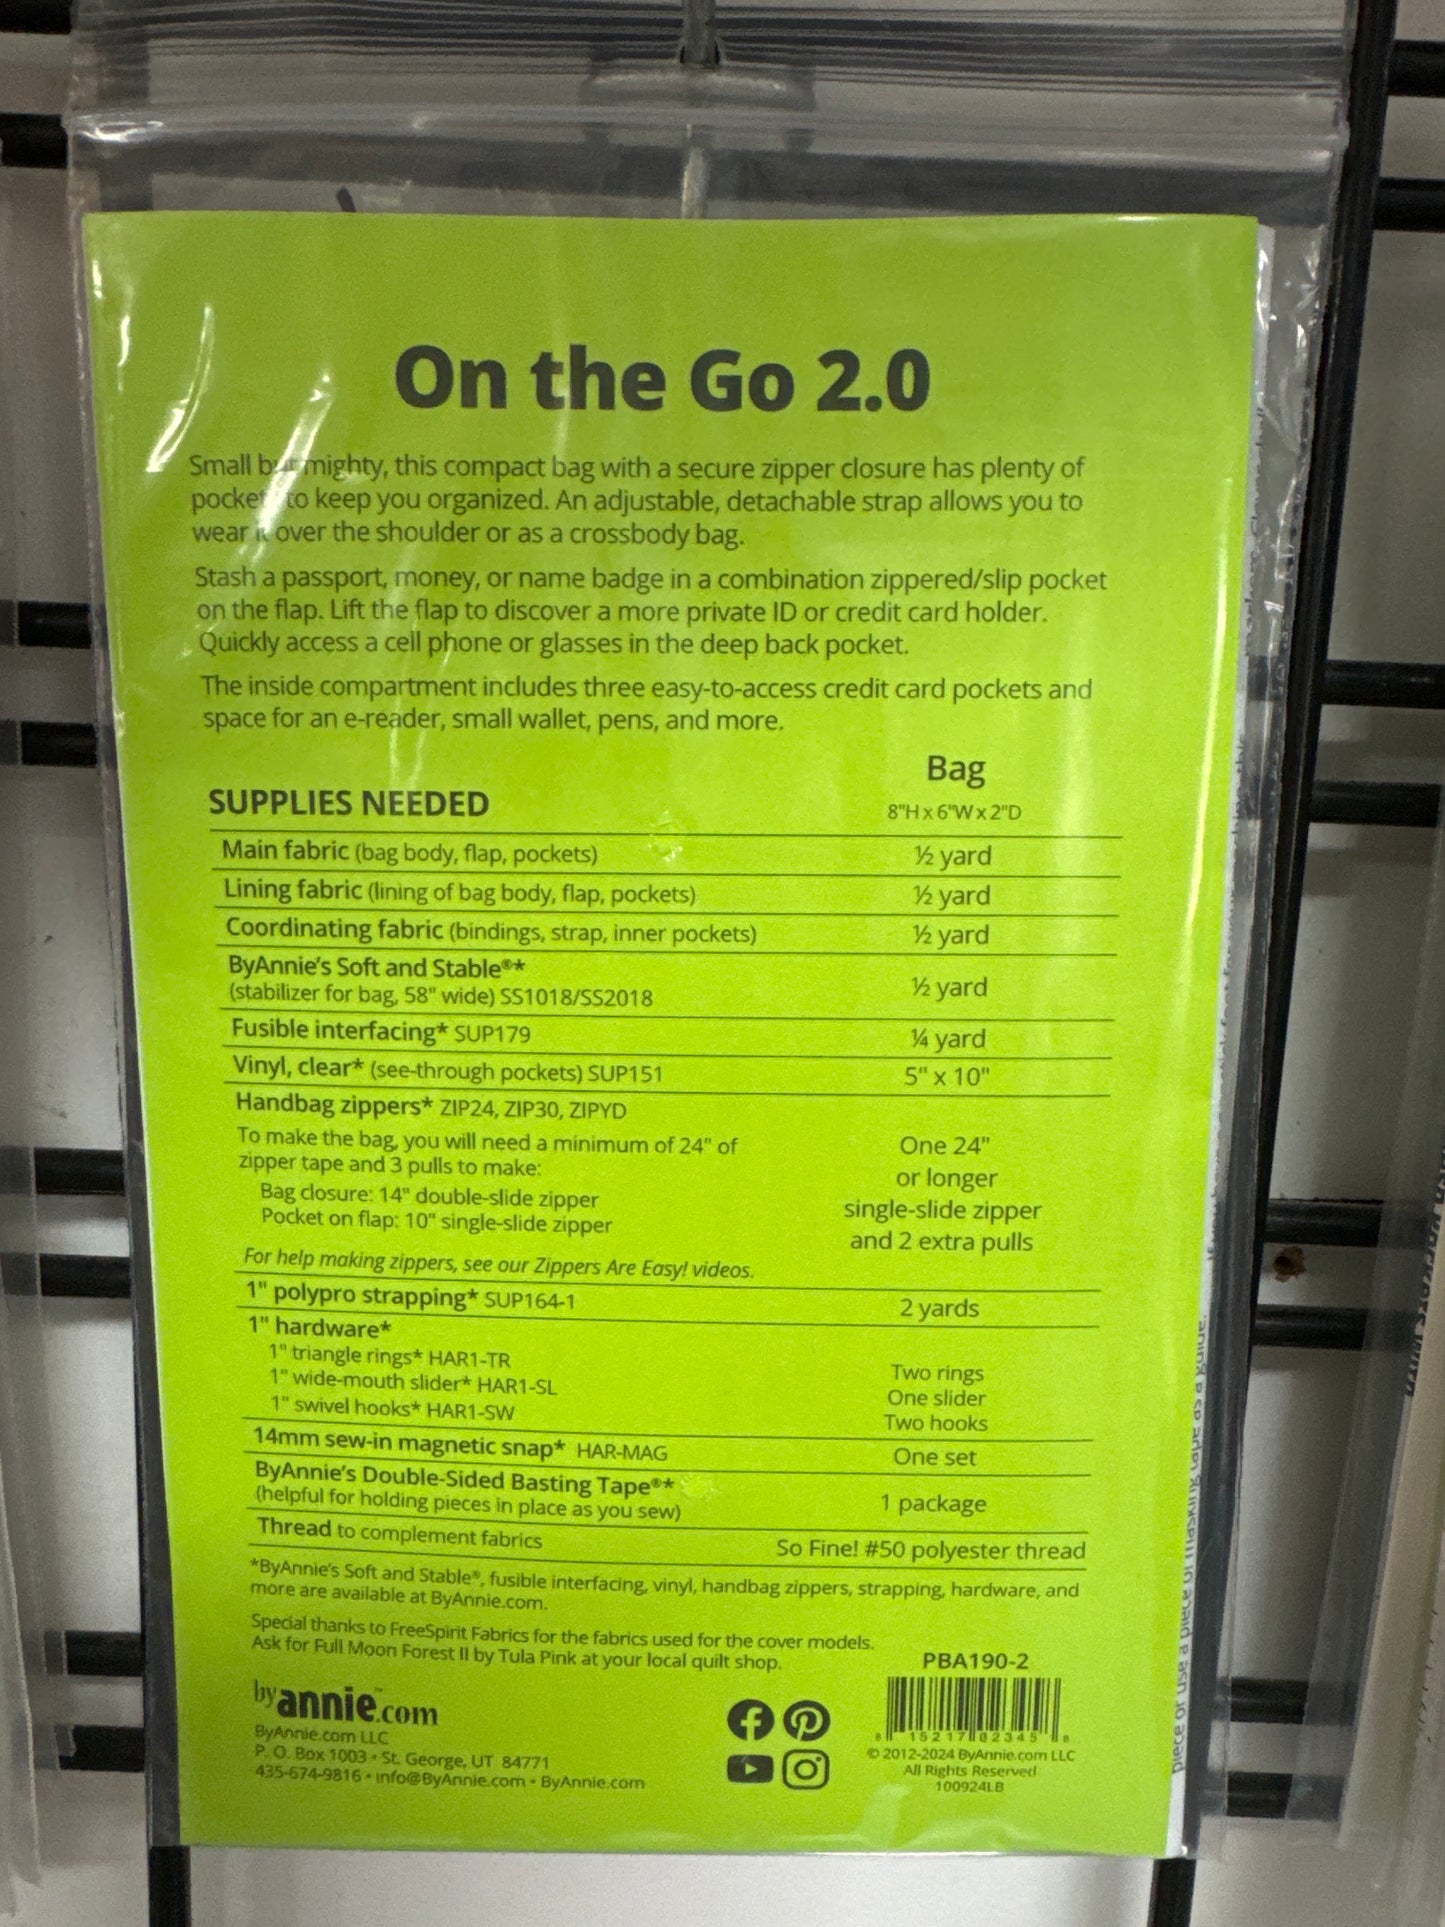 On the Go 2.0
Small but mighty, this compact bag with a secure zipper closure has plenty of
pockets to keep you organized. An adjustable, detachable strap allows you to
wear it over the shoulder or as a crossbody bag.
Stash a passport, money, or name badge in a combination zippered/slip pocket
on the flap. Lift the flap to discover a more private ID or credit card holder.
Quickly access a cell phone or glasses in the deep back pocket.
The inside compartment includes three easy-to-access credit card pockets and
space for an e-reader, small wallet, pens, and more.
Bag
SUPPLIES NEEDED 8"H x 6"W x 2"D
Main fabric (bag body, flap, pockets) ½ yard
Lining fabric (lining of bag body, flap, pockets) ½ yard
Coordinating fabric (bindings, strap, inner pockets) ½ yard
ByAnnie's Soft and Stable®*
(stabilizer for bag, 58" wide) SS1018/SS2018 ½ yard
Fusible interfacing* SUP179 ¼ yard
Vinyl, clear* (see-through pockets) SUP151 5" x 10"
Handbag zippers* ZIP24, ZIP30, ZIPYD
To make the bag, you will need a minimum of 24" of
zipper tape and 3 pulls to make:
Bag closure: 14" double-slide zipper
Pocket on flap: 10" single-slide zipper
One 24"
or longer
single-slide zipper
and 2 extra pulls
For help making zippers, see our Zippers Are Easy! videos.
1" polypro strapping* SUP164-1 2 yards
1" hardware*
1" triangle rings* HAR1-TR Two rings
1" wide-mouth slider* HAR1-SL One slider
1" swivel hooks* HAR1-SW Two hooks
14mm sew-in magnetic snap* HAR-MAG One set
ByAnnie's Double-Sided Basting Tape®*
(helpful for holding pieces in place as you sew) 1 package
Thread to complement fabrics So Fine! #50 polyester thread
*ByAnnie's Soft and Stable®, fusible interfacing, vinyl, handbag zippers, strapping, hardware, and
more are available at ByAnnie.com.
Special thanks to FreeSpirit Fabrics for the fabrics used for the cover models.
Ask for Full Moon Forest II by Tula Pink at your local quilt shop.
byannie.com™
ByAnnie.com LLC
P. O. Box 1003 • St. George, UT 84771
435-674-9816 • info@ByAnnie.com • ByAnnie.com
PBA190-2
8 15217 02345 8
© 2012-2024 ByAnnie.com LLC
All Rights Reserved
100924LB
piece or use a piece of masking tape as a guide.